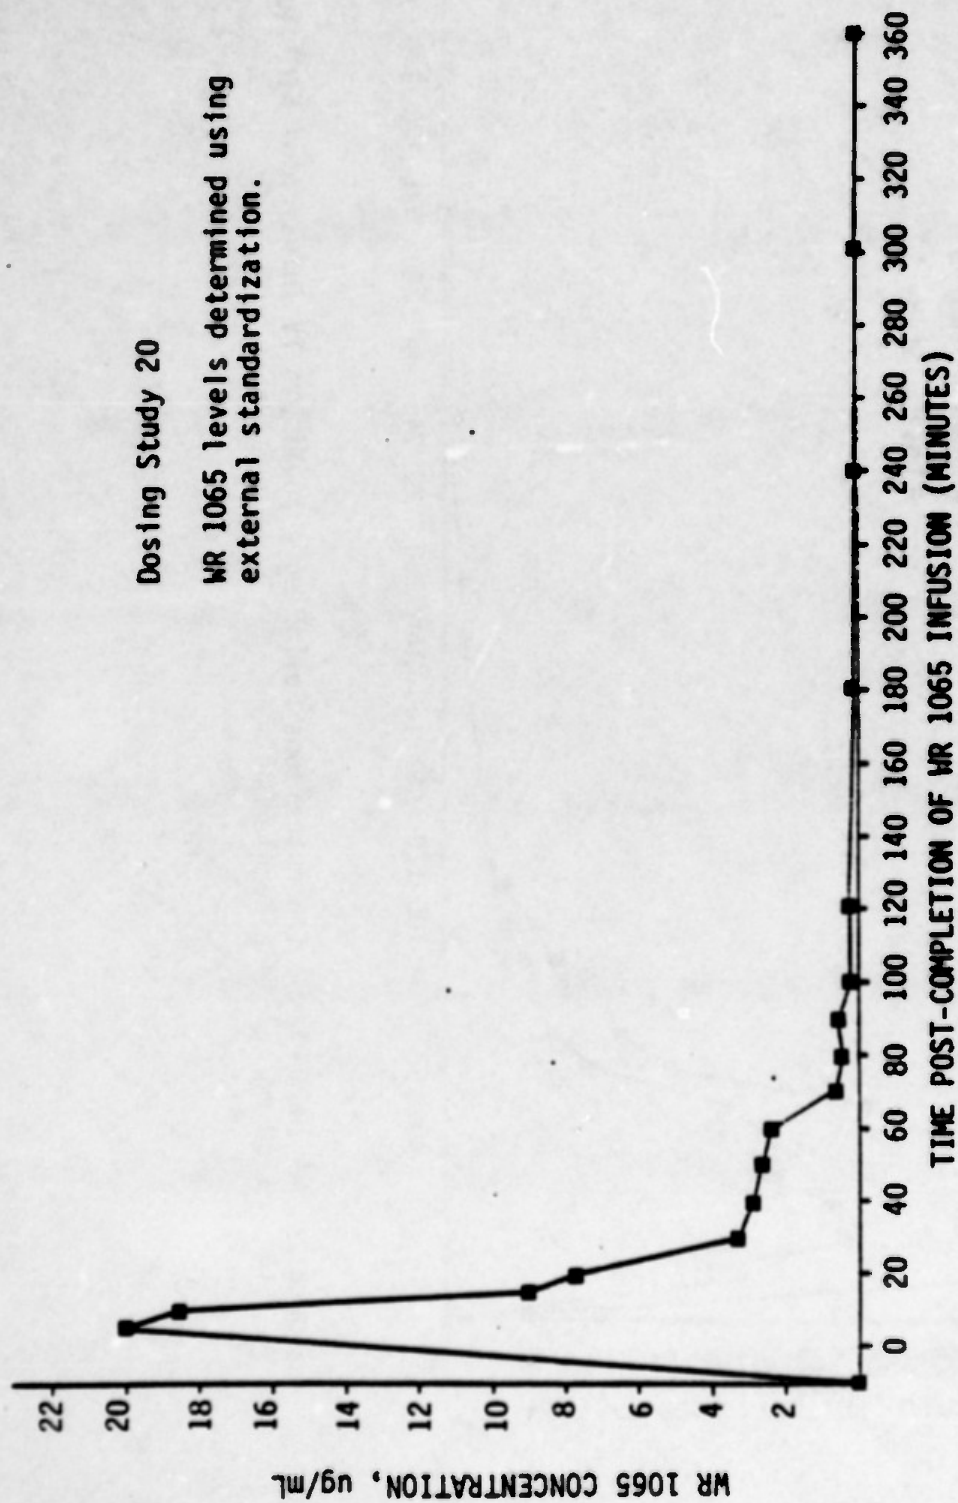 Dosing Study 20
WR 1065 levels determined using
external standardization.
WR 1065 CONCENTRATION, ug/mL
22
20
18
16
14
12
10
8
6
4
2
0 20 40 60 80 100 120 140 160 180 200 220 240 260 280 300 320 340 360
TIME POST-COMPLETION OF WR 1065 INFUSION (MINUTES)